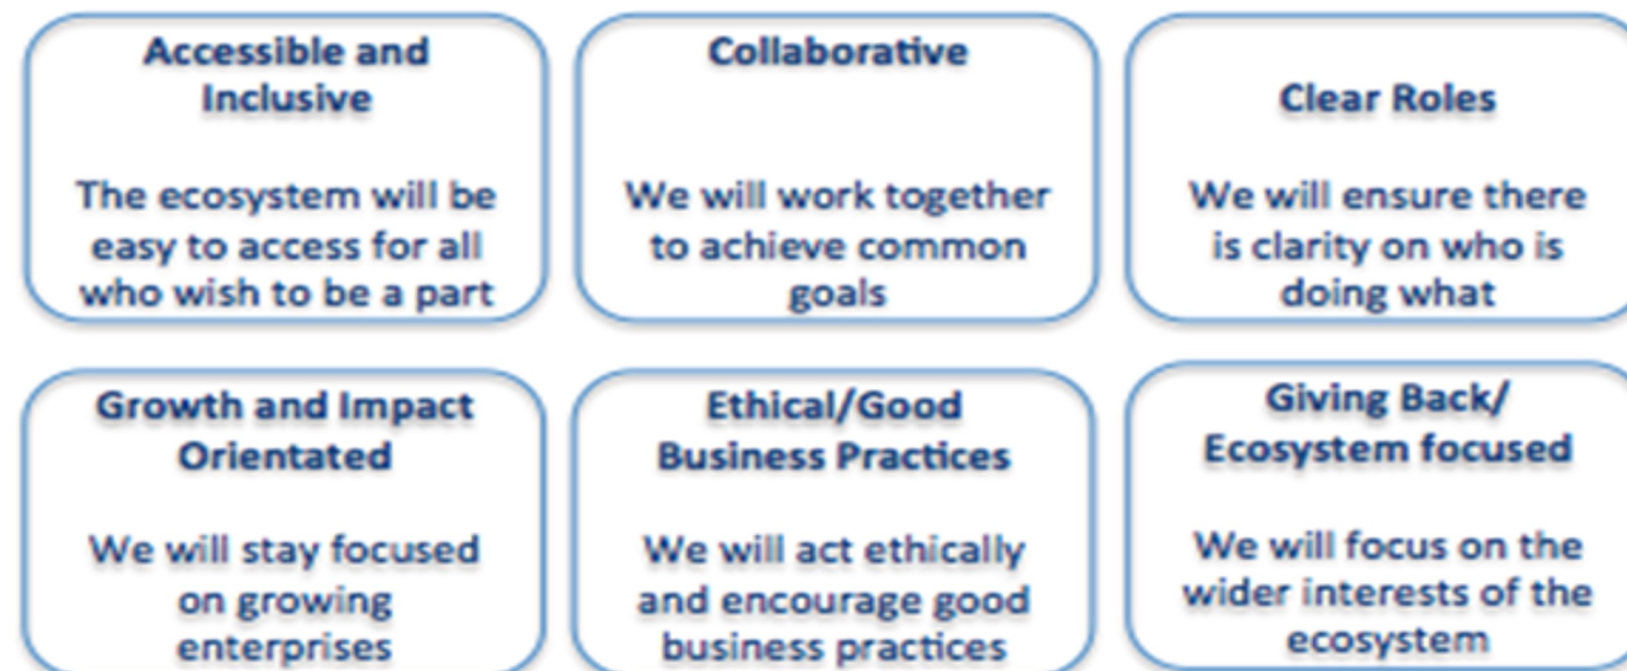 Accessible and
Inclusive
The ecosystem will be
easy to access for all
who wish to be a part
Collaborative
We will work together
to achieve common
goals
Clear Roles
We will ensure there
is clarity on who is
doing what
Growth and Impact
Orientated
We will stay focused
on growing
enterprises
Ethical/Good
Business Practices
We will act ethically
and encourage good
business practices
Giving Back/
Ecosystem focused
We will focus on the
wider interests of the
ecosystem